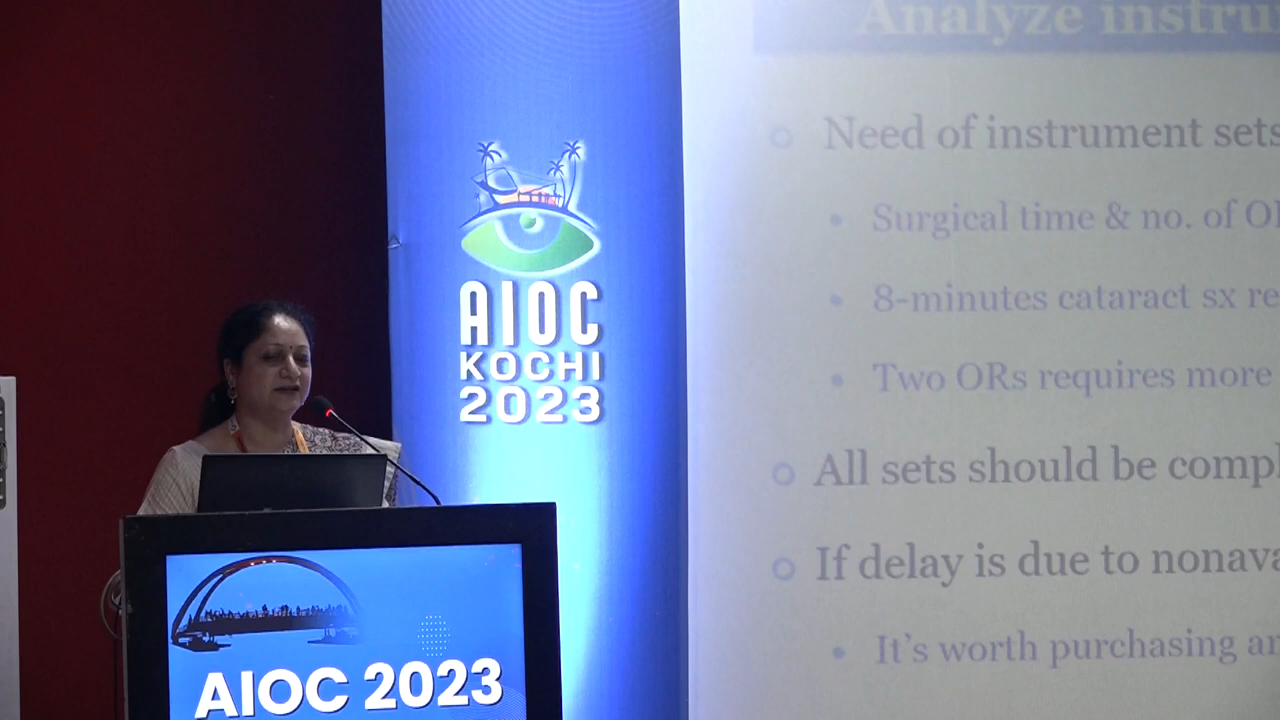 AIOC
KOCHI
2023
AIOC 2023
Analyze instru
Need of instrument sets
Surgical time & no. of O
8-minutes cataract sx re
Two ORs requires more
All sets should be compl
If delay is due to nonava
It's worth purchasing an